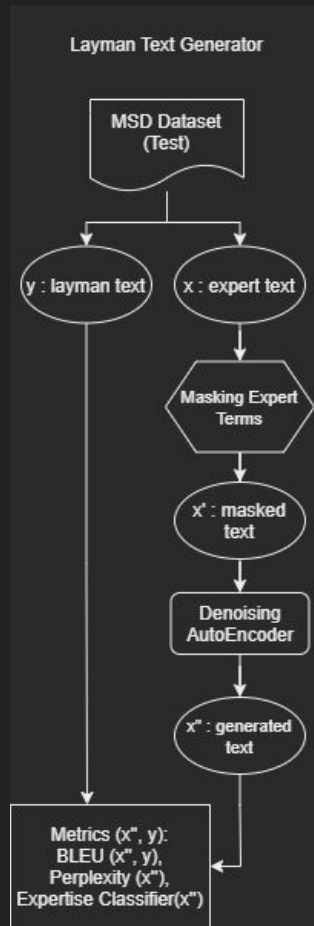 Layman Text Generator
MSD Dataset
(Test)
y : layman text
x : expert text
Masking Expert
Terms
x' : masked
text
Denoising
AutoEncoder
x'' : generated
text
Metrics (x'', y):
BLEU (x'', y),
Perplexity (x''),
Expertise Classifier(x'')